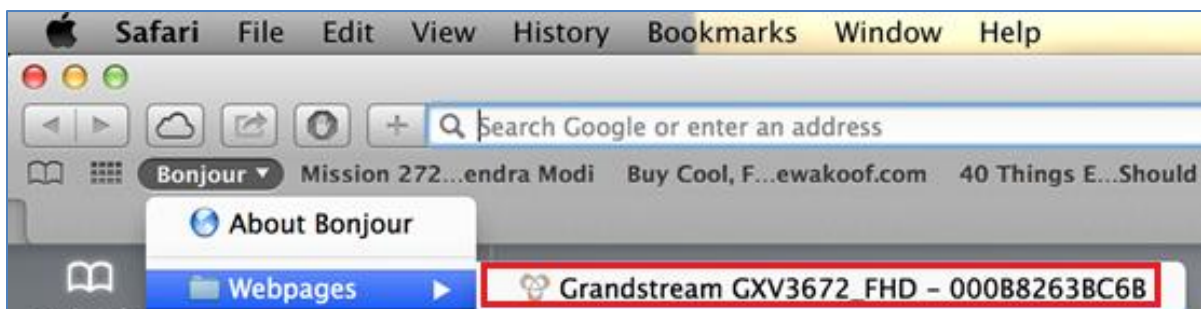 Safari File Edit View History Bookmarks Window Help
Search Google or enter an address
Bonjour Mission 272...endra Modi Buy Cool, F...ewakoof.com 40 Things E...Should
About Bonjour
Webpages Grandstream GXV3672_FHD – 000B8263BC6B